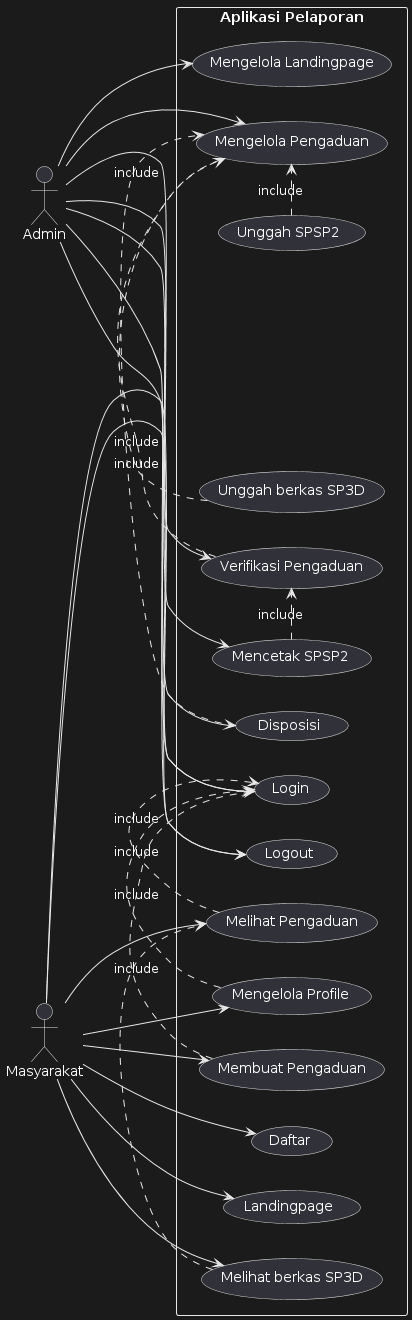 Aplikasi Pelaporan
Mengelola Landingpage
Mengelola Pengaduan
include
include
Unggah SPSP2
Admin
include
include
Unggah berkas SP3D
Verifikasi Pengaduan
include
Mencetak SPSP2
Disposisi
Login
include
include
Logout
include
Melihat Pengaduan
include
Mengelola Profile
Masyarakat
Membuat Pengaduan
Daftar
Landingpage
Melihat berkas SP3D